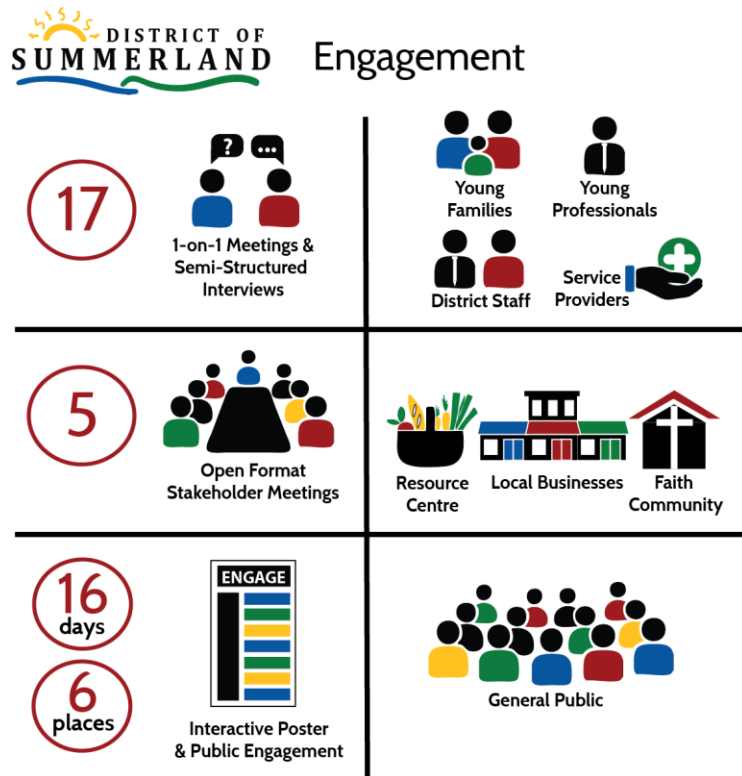 DISTRICT OF
SUMMERLAND
Engagement
17
?
...
1-on-1 Meetings &
Semi-Structured
Interviews
Young
Families
Young
Professionals
District Staff
Service
Providers
5
Open Format
Stakeholder Meetings
Resource
Centre
Local Businesses
Faith
Community
16
days
6
places
ENGAGE
Interactive Poster
& Public Engagement
General Public